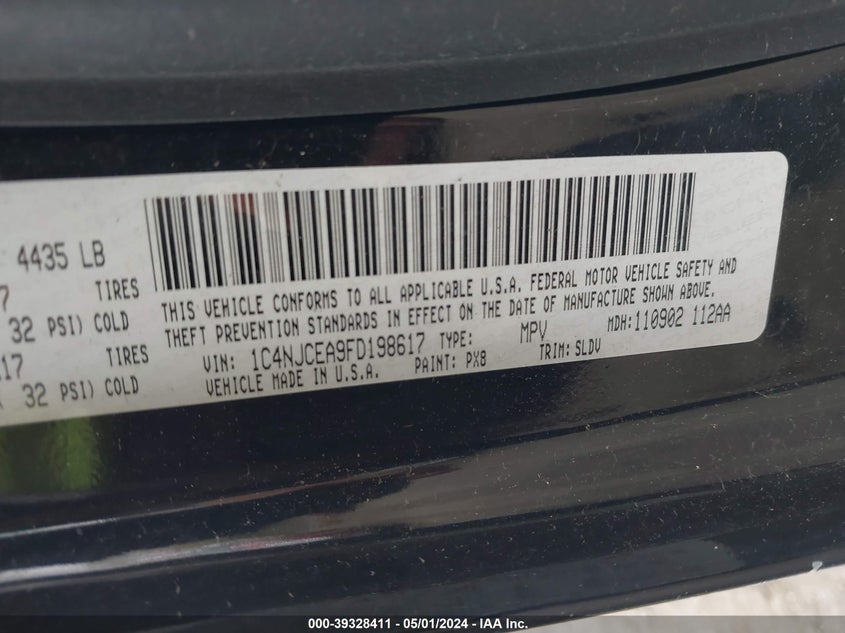 4435 LB
7 TIRES
32 PSI) COLD
17 TIRES
32 PSI) COLD
THIS VEHICLE CONFORMS TO ALL APPLICABLE U.S.A. FEDERAL MOTOR VEHICLE SAFETY AND
THEFT PREVENTION STANDARDS IN EFFECT ON THE DATE OF MANUFACTURE SHOWN ABOVE.
VIN: 1C4NJCEA9FD198617 TYPE: MPV MDH:110902 112AA
VEHICLE MADE IN U.S.A. PAINT: PX8 TRIM: SLDV
000-39328411 - 05/01/2024 - IAA Inc.